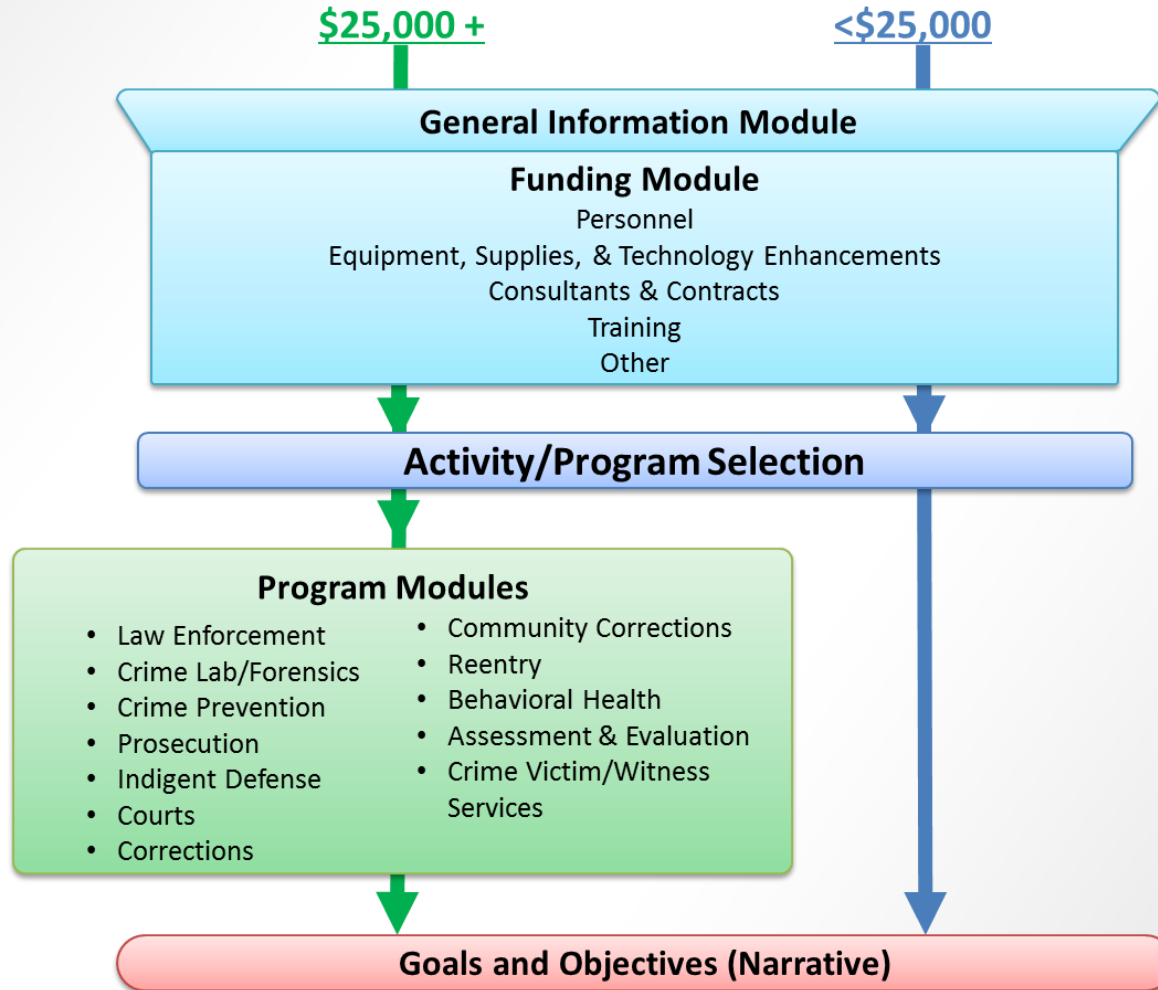 $25,000 +
<$25,000
General Information Module
Funding Module
Personnel
Equipment, Supplies, & Technology Enhancements
Consultants & Contracts
Training
Other
Activity/Program Selection
Program Modules
• Law Enforcement
• Crime Lab/Forensics
• Crime Prevention
• Prosecution
• Indigent Defense
• Courts
• Corrections
• Community Corrections
• Reentry
• Behavioral Health
• Assessment & Evaluation
• Crime Victim/Witness
Services
Goals and Objectives (Narrative)